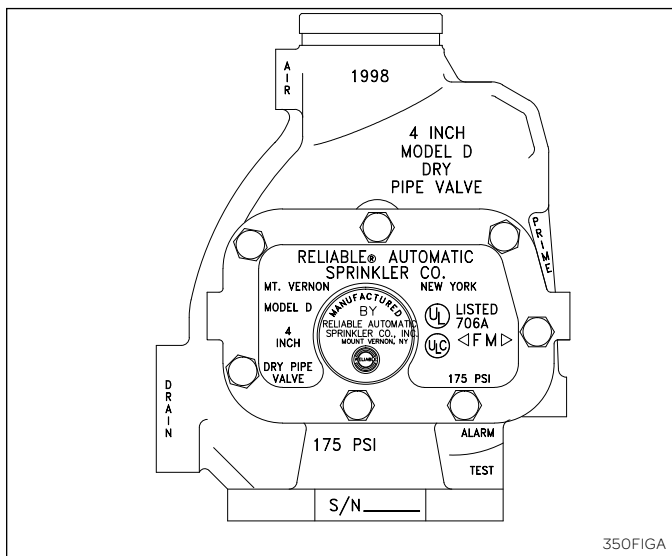 AIR
1998
4 INCH
MODEL D
DRY
PIPE VALVE
PRIME
RELIABLE® AUTOMATIC
SPRINKLER CO.
MT. VERNON
NEW YORK
MODEL D
4
INCH
DRY PIPE
VALVE
MANUFACTURED
BY
RELIABLE AUTOMATIC
SPRINKLER CO., INC.
MOUNT VERNON, NY
RELIABLE
UL
LISTED
706A
ULC
FM
175 PSI
DRAIN
175 PSI
ALARM
TEST
S/N
350FIGA